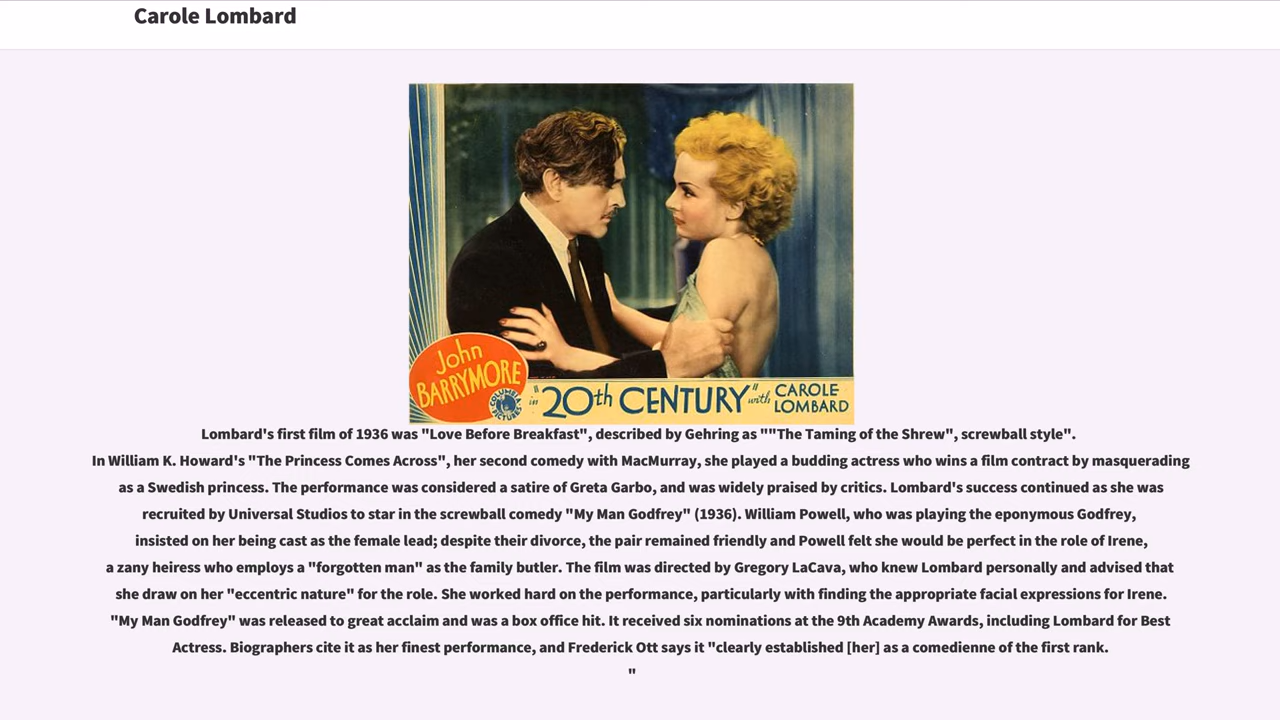 Carole Lombard
John
BARRYMORE
COLUMBIA
PICTURES
in "20th CENTURY" with CAROLE
LOMBARD
Lombard's first film of 1936 was "Love Before Breakfast", described by Gehring as ""The Taming of the Shrew", screwball style".
In William K. Howard's "The Princess Comes Across", her second comedy with MacMurray, she played a budding actress who wins a film contract by masquerading
as a Swedish princess. The performance was considered a satire of Greta Garbo, and was widely praised by critics. Lombard's success continued as she was
recruited by Universal Studios to star in the screwball comedy "My Man Godfrey" (1936). William Powell, who was playing the eponymous Godfrey,
insisted on her being cast as the female lead; despite their divorce, the pair remained friendly and Powell felt she would be perfect in the role of Irene,
a zany heiress who employs a "forgotten man" as the family butler. The film was directed by Gregory LaCava, who knew Lombard personally and advised that
she draw on her "eccentric nature" for the role. She worked hard on the performance, particularly with finding the appropriate facial expressions for Irene.
"My Man Godfrey" was released to great acclaim and was a box office hit. It received six nominations at the 9th Academy Awards, including Lombard for Best
Actress. Biographers cite it as her finest performance, and Frederick Ott says it "clearly established [her] as a comedienne of the first rank.
"